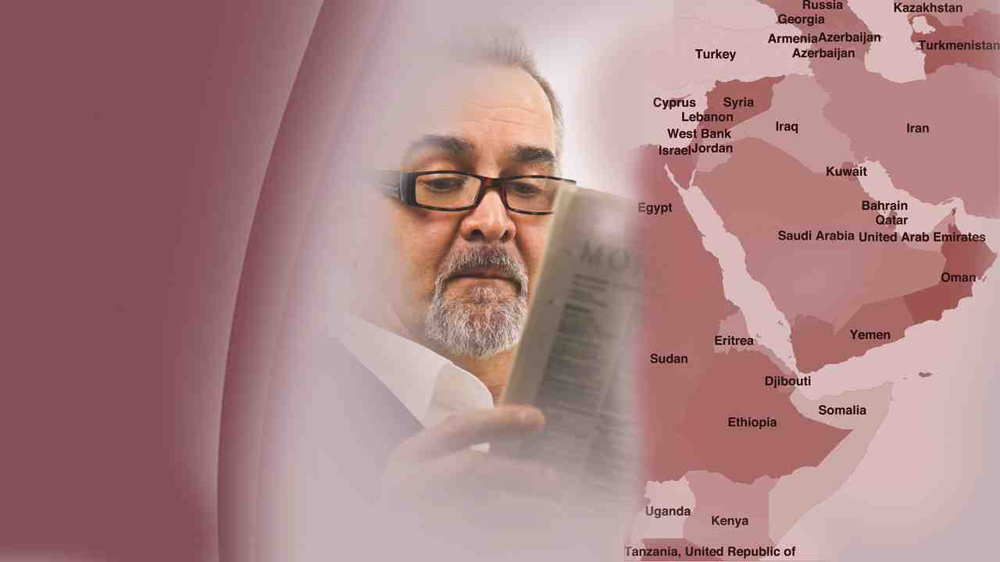 Russia
Kazakhstan
Georgia
Armenia Azerbaijan
Turkmenistan
Turkey
Azerbaijan
Cyprus
Syria
Lebanon
Iraq
Iran
West Bank
Israel Jordan
Kuwait
Egypt
Bahrain
Qatar
Saudi Arabia United Arab Emirates
Oman
Yemen
Eritrea
Sudan
Djibouti
Somalia
Ethiopia
Uganda
Kenya
Tanzania, United Republic of